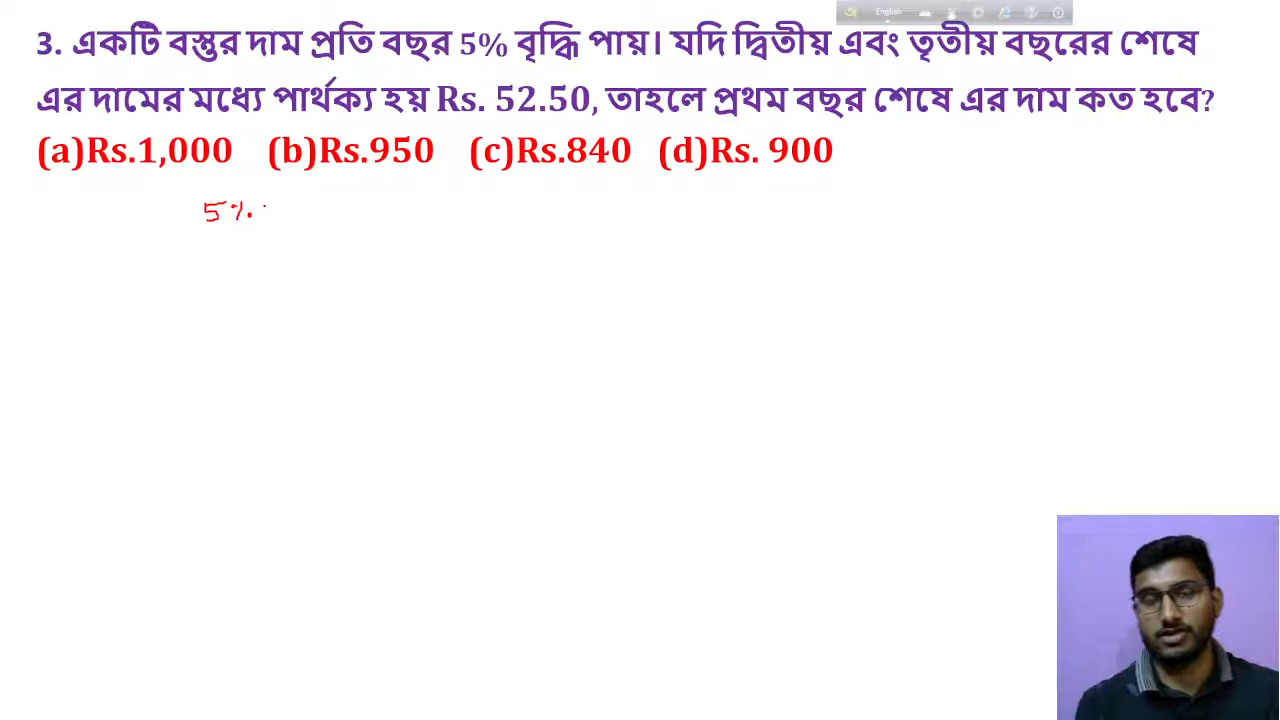 English
3. একটি বস্তুর দাম প্রতি বছর 5% বৃদ্ধি পায়। যদি দ্বিতীয় এবং তৃতীয় বছরের শেষে
এর দামের মধ্যে পার্থক্য হয় Rs. 52.50, তাহলে প্রথম বছর শেষে এর দাম কত হবে?
(a)Rs.1,000 (b)Rs.950 (c)Rs.840 (d)Rs. 900
5%